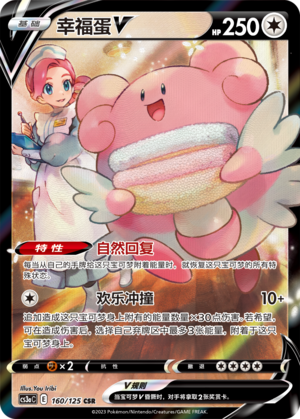 基础
幸福蛋V
HP 250
特性 自然回复
每当从自己的手牌给这只宝可梦附着能量时，就恢复这只宝可梦的所有特
殊状态。
欢乐冲撞 10+
追加造成这只宝可梦身上附有的能量数量×30点伤害。若希望，
可在造成伤害后，选择自己弃牌区中最多3张能量，附着于这只
宝可梦身上。
弱点 ×2 抗性 撤退
Illus.You Iribi
V规则
当宝可梦V昏厥时，对手将拿取2张奖赏卡。
cs3aC E 160/125 CSR
©2023 Pokémon/Nintendo/Creatures/GAME FREAK.